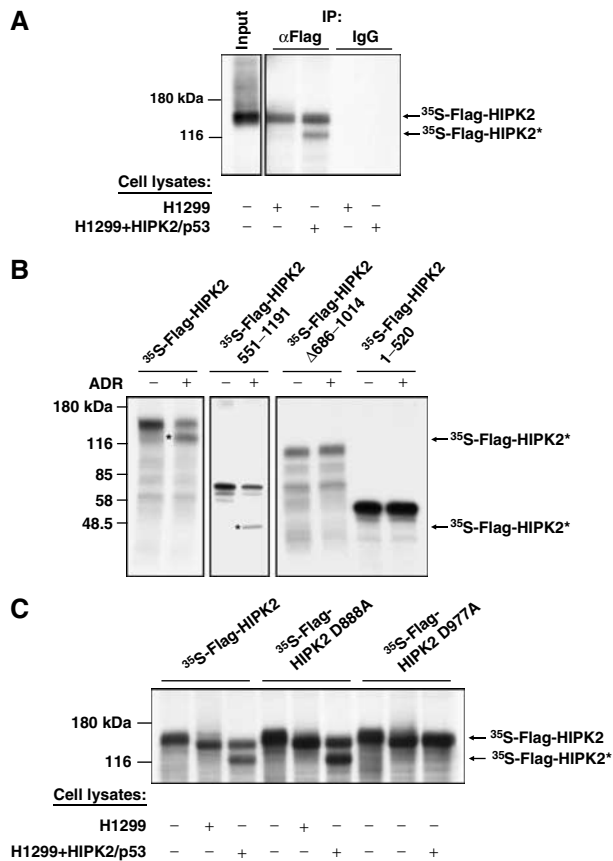 A
IP:
Input
αFlag
IgG
180 kDa
116
³⁵S-Flag-HIPK2
³⁵S-Flag-HIPK2*
Cell lysates:
H1299 – + – + –
H1299+HIPK2/p53 – – + – +
B
³⁵S-Flag-HIPK2
³⁵S-Flag-HIPK2
551–1191
³⁵S-Flag-HIPK2
Δ686–1014
³⁵S-Flag-HIPK2
1–520
ADR – + – + – + – +
180 kDa
116
85
58
48.5
*
*
³⁵S-Flag-HIPK2*
³⁵S-Flag-HIPK2*
C
³⁵S-Flag-HIPK2
³⁵S-Flag-
HIPK2 D888A
³⁵S-Flag-
HIPK2 D977A
180 kDa
116
³⁵S-Flag-HIPK2
³⁵S-Flag-HIPK2*
Cell lysates:
H1299 – + – – + – – + –
H1299+HIPK2/p53 – – + – – + – – +